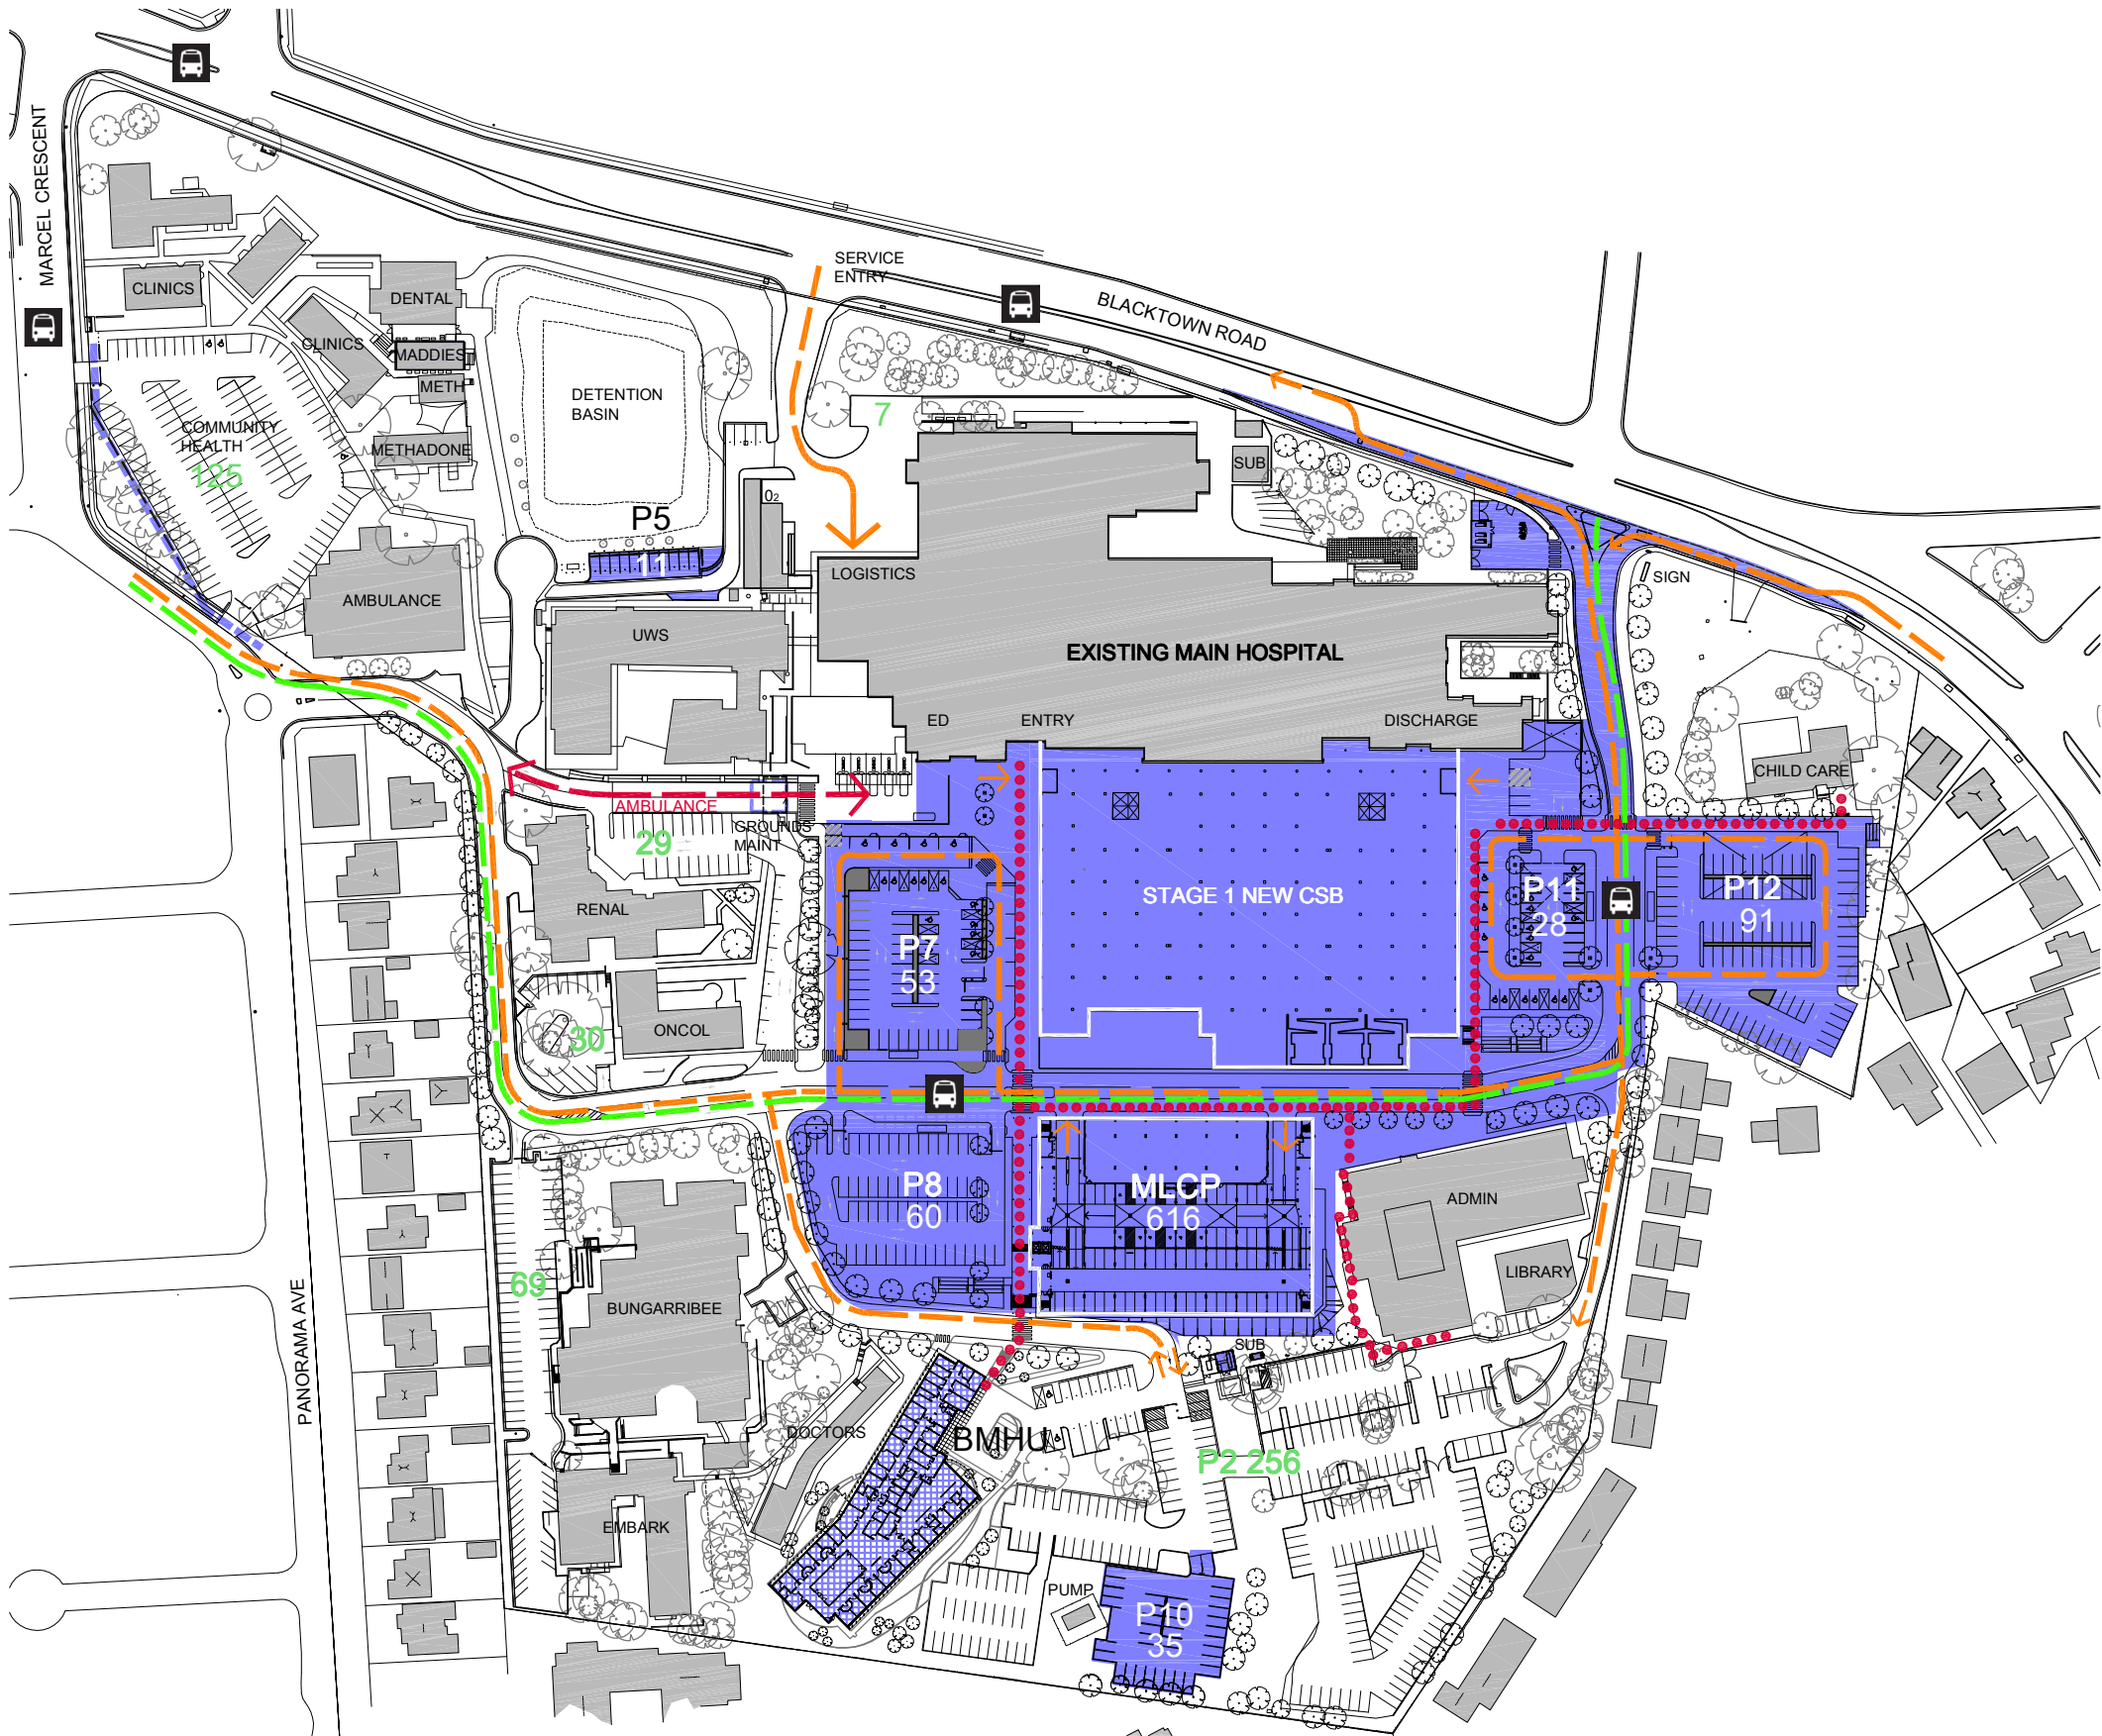 MARCEL CRESCENT
SERVICE
ENTRY
BLACKTOWN ROAD
CLINICS
DENTAL
CLINICS
MADDIES
METH
DETENTION
BASIN
7
COMMUNITY
HEALTH
125
METHADONE
SUB
O2
P5
11
LOGISTICS
SIGN
AMBULANCE
UWS
EXISTING MAIN HOSPITAL
ED
ENTRY
DISCHARGE
CHILD CARE
AMBULANCE
GROUNDS
MAINT
29
RENAL
STAGE 1 NEW CSB
P11
28
P12
91
P7
53
ONCOL
30
P8
60
MLCP
616
ADMIN
LIBRARY
69
BUNGARRIBEE
PANORAMA AVE
SUB
DOCTORS
BMHU
P2 256
EMBARK
PUMP
P10
35